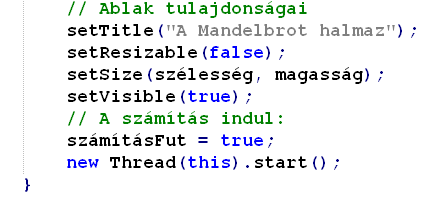 // Ablak tulajdonságai
setTitle("A Mandelbrot halmaz");
setResizable(false);
setSize(szélesség, magasság);
setVisible(true);
// A számítás indul:
számításFut = true;
new Thread(this).start();
}